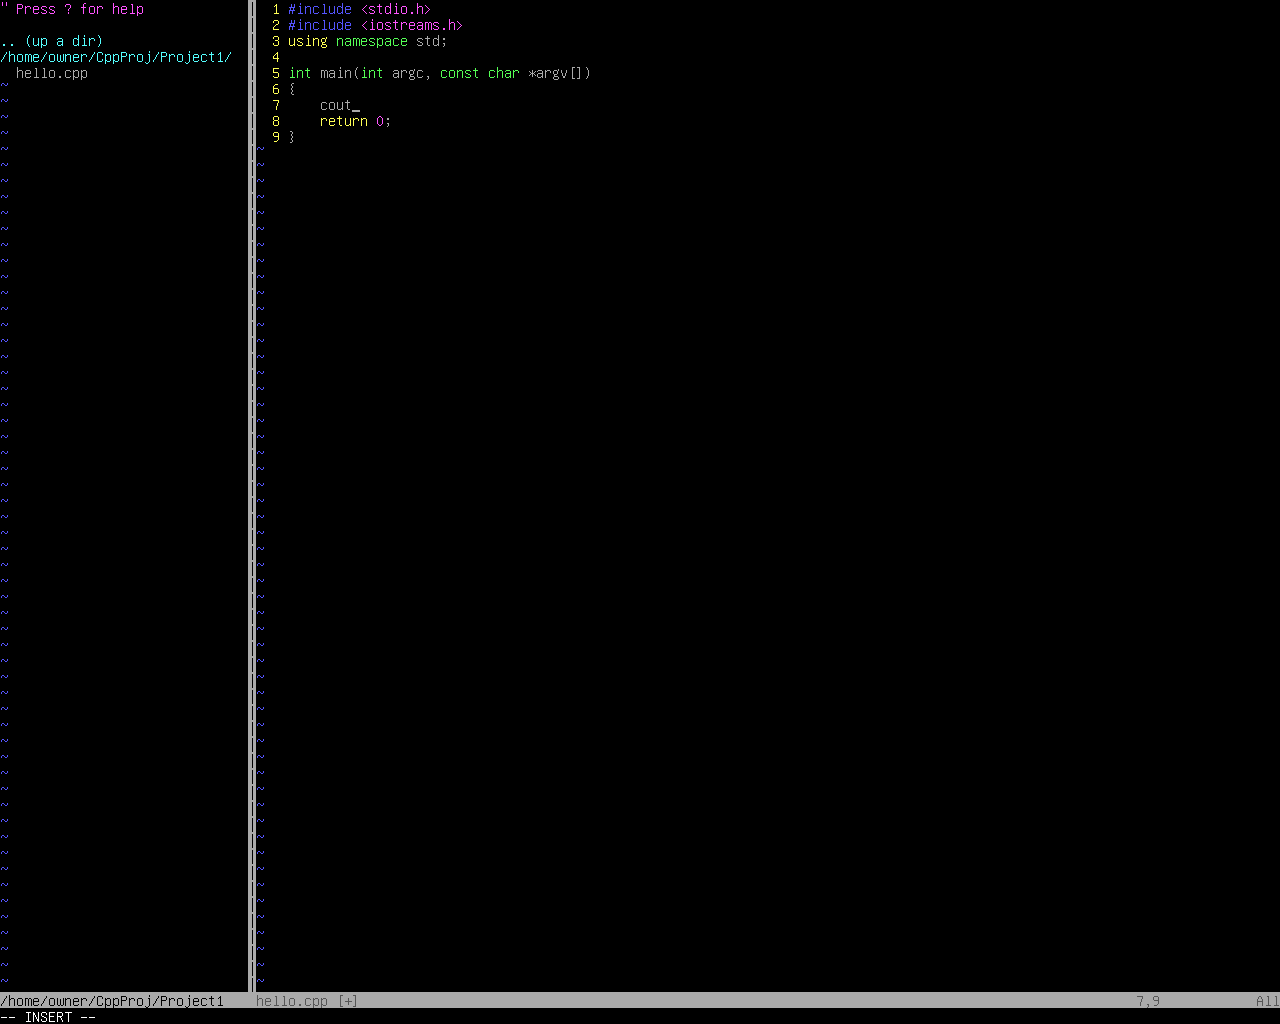 " Press ? for help
.. (up a dir)
/home/owner/CppProj/Project1/
  hello.cpp
1 #include <stdio.h>
2 #include <iostreams.h>
3 using namespace std;
4
5 int main(int argc, const char *argv[])
6 {
7     cout_
8     return 0;
9 }
/home/owner/CppProj/Project1 hello.cpp [+] 7,9 All
-- INSERT --